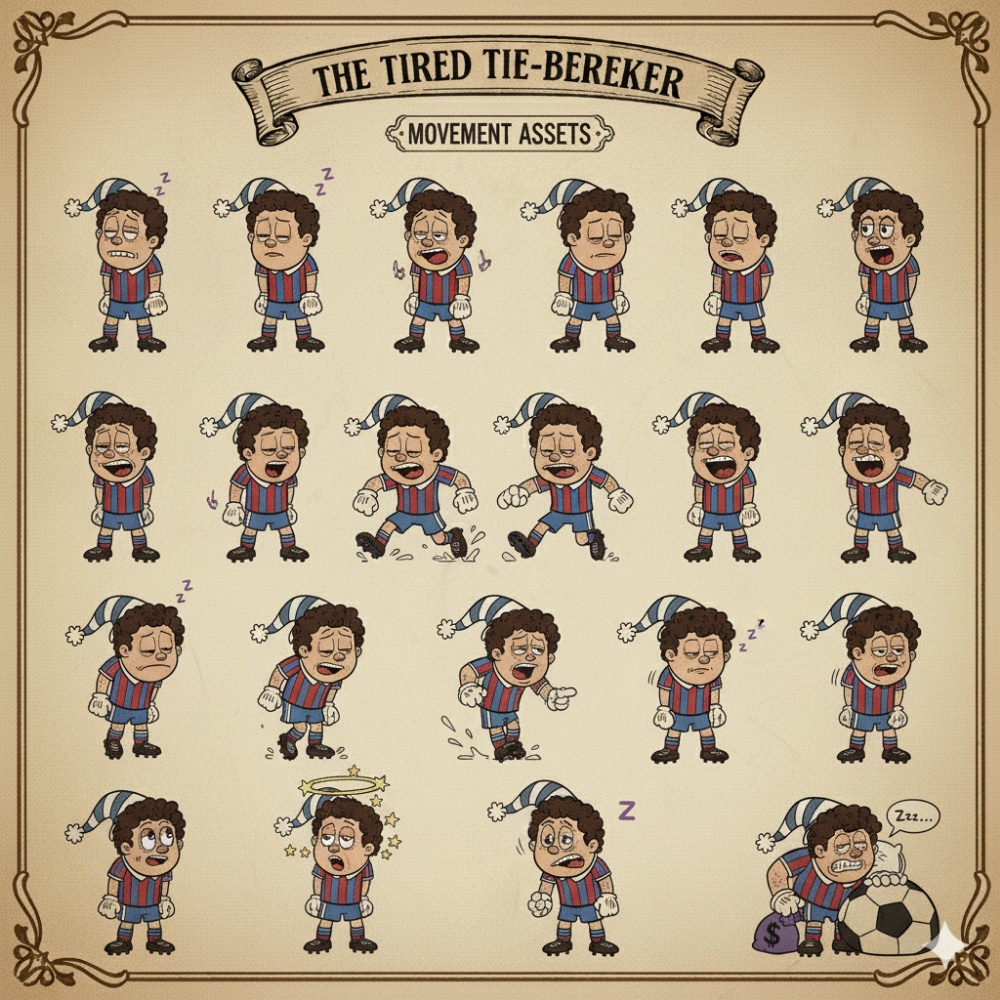 THE TIRED TIE-BEREKER
MOVEMENT ASSETS
z z
z z
z z
z z z
Z
Zzz...
$